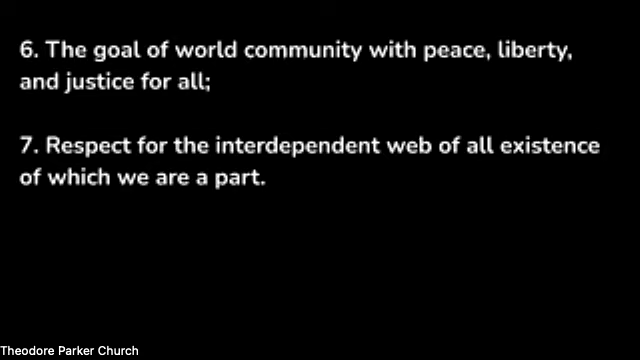 6. The goal of world community with peace, liberty,
and justice for all;
7. Respect for the interdependent web of all existence
of which we are a part.
Theodore Parker Church